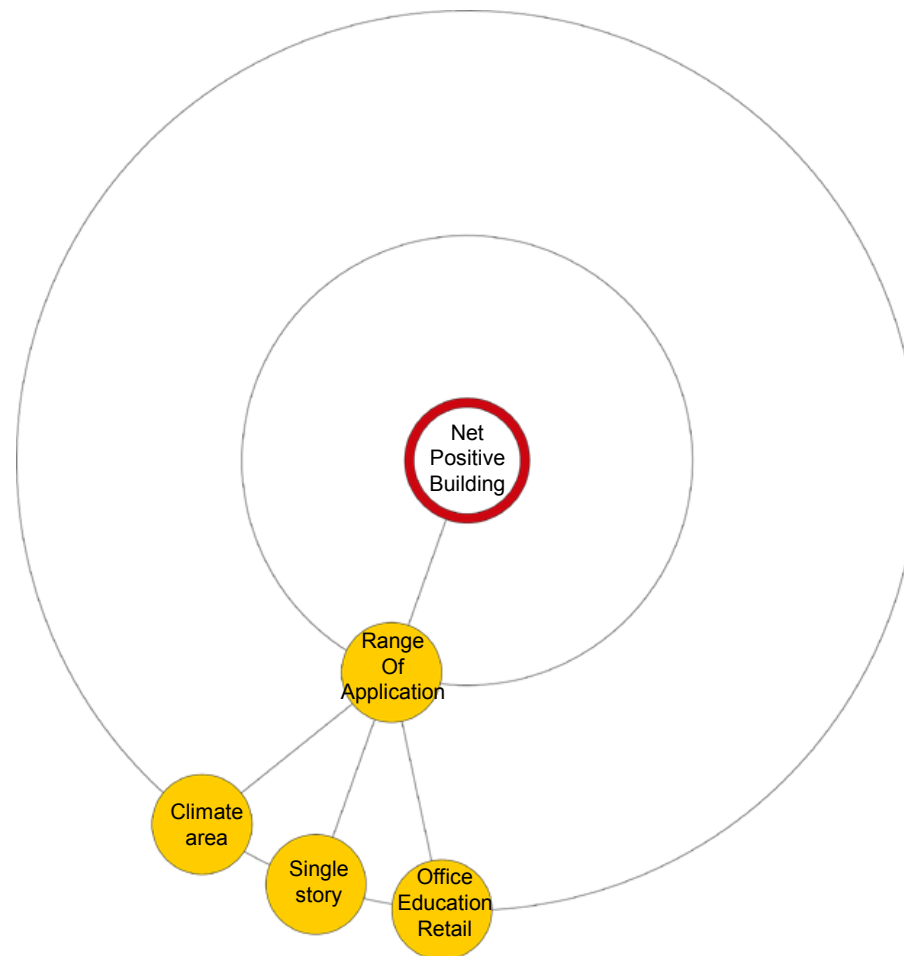 Net
Positive
Building
Range
Of
Application
Climate
area
Single
story
Office
Education
Retail